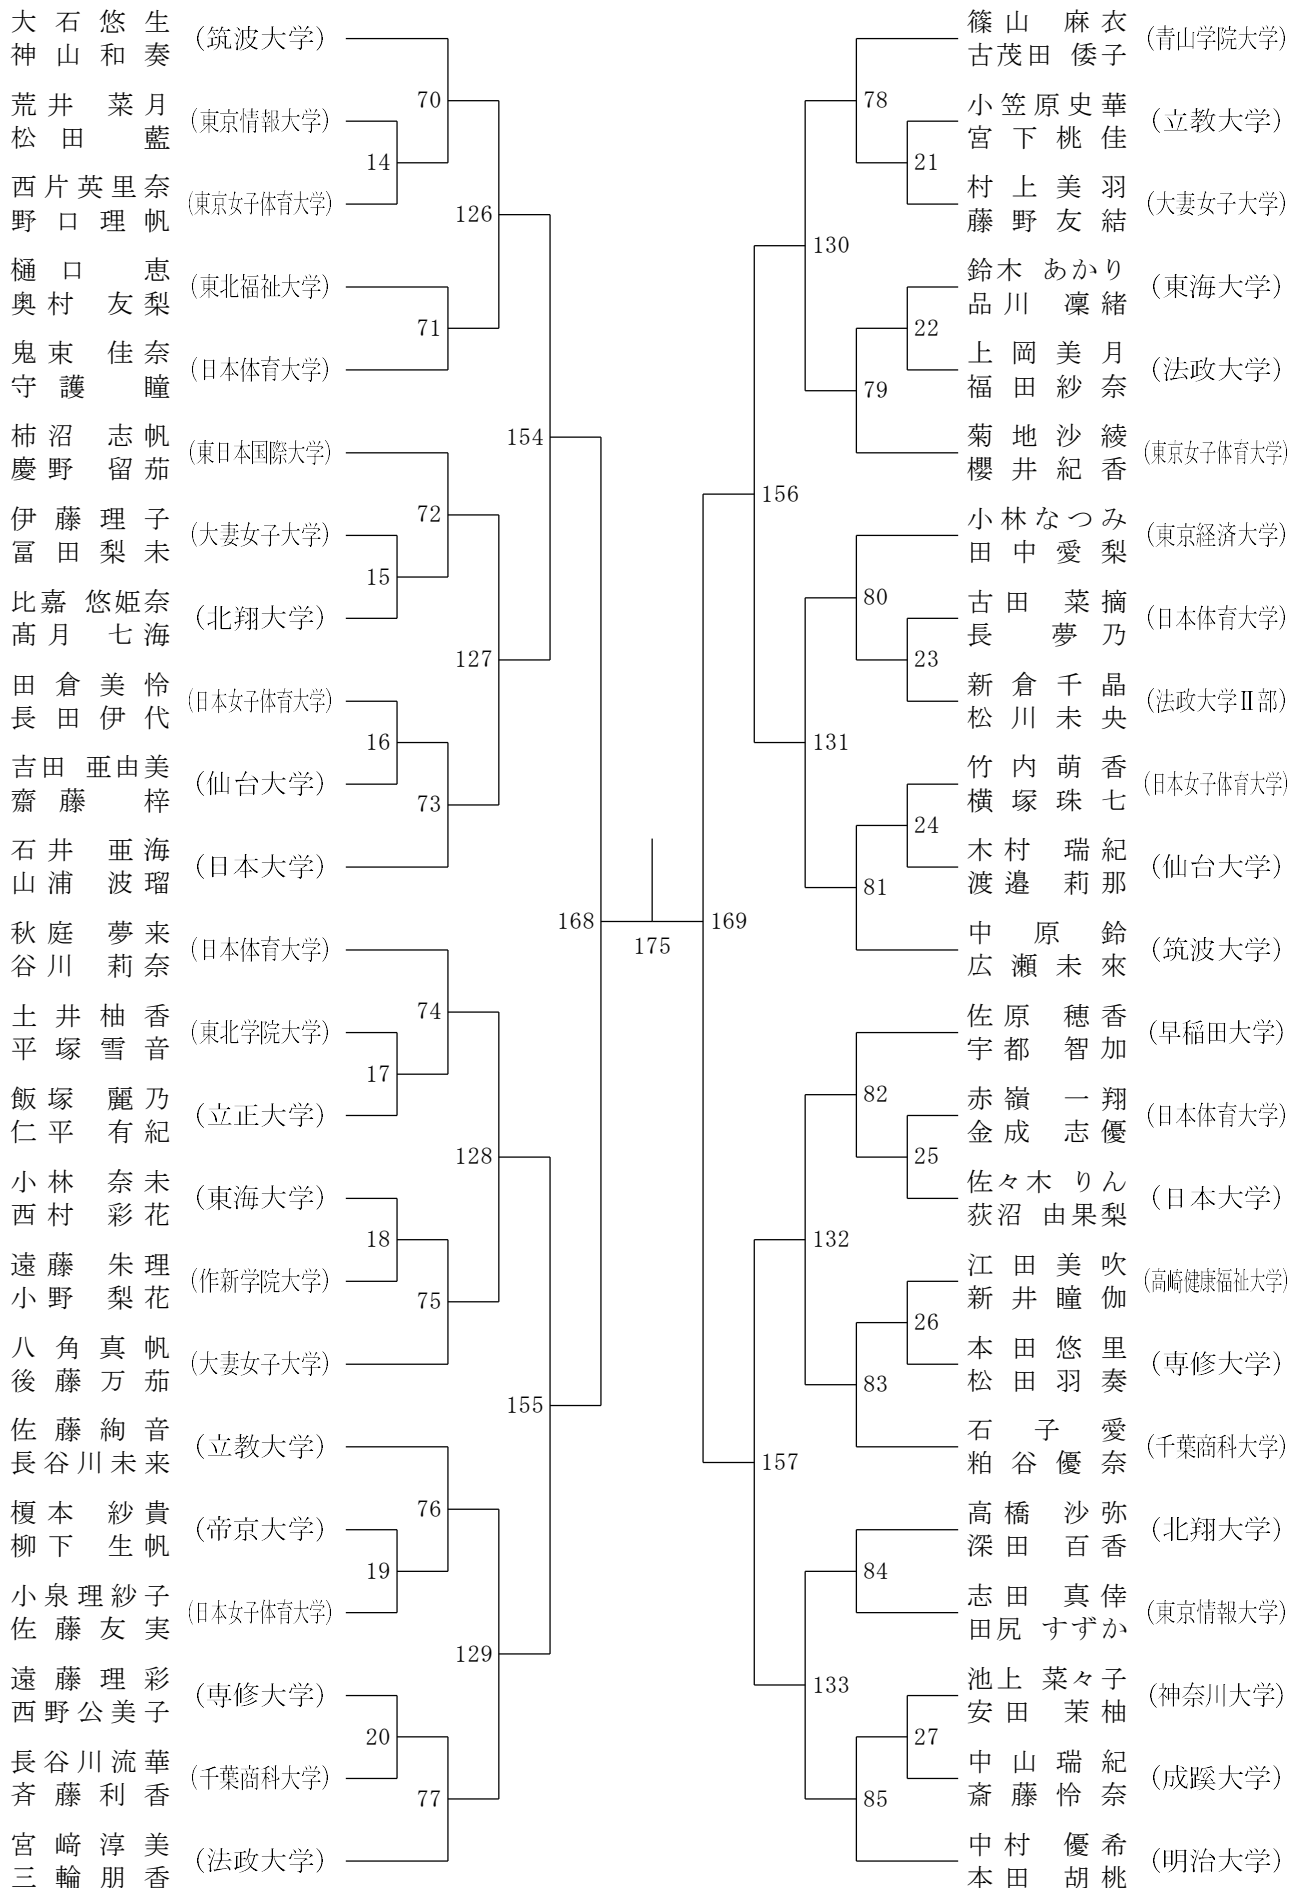 大石悠生
神山和奏
(筑波大学)
荒井 菜月
松田 藍
(東京情報大学)
西片英里奈
野口理帆
(東京女子体育大学)
樋口 恵
奥村 友梨
(東北福祉大学)
鬼束 佳奈
守護 瞳
(日本体育大学)
柿沼 志帆
慶野 留茄
(東日本国際大学)
伊藤理子
冨田梨未
(大妻女子大学)
比嘉 悠姫奈
髙月 七海
(北翔大学)
田倉美怜
長田伊代
(日本女子体育大学)
吉田 亜由美
齋藤 梓
(仙台大学)
石井 亜海
山浦 波瑠
(日本大学)
秋庭 夢来
谷川 莉奈
(日本体育大学)
土井柚香
平塚雪音
(東北学院大学)
飯塚 麗乃
仁平 有紀
(立正大学)
小林 奈未
西村 彩花
(東海大学)
遠藤 朱理
小野 梨花
(作新学院大学)
八角真帆
後藤万茄
(大妻女子大学)
佐藤絢音
長谷川未来
(立教大学)
榎本 紗貴
柳下 生帆
(帝京大学)
小泉理紗子
佐藤友実
(日本女子体育大学)
遠藤理彩
西野公美子
(専修大学)
長谷川流華
斉藤利香
(千葉商科大学)
宮﨑淳美
三輪朋香
(法政大学)
70
14
126
71
154
72
15
127
16
73
168
74
17
128
18
75
155
76
19
129
20
77
175
169
78
21
130
22
79
156
80
23
131
24
81
82
25
132
26
83
157
84
133
27
85
篠山 麻衣
古茂田 倭子
(青山学院大学)
小笠原史華
宮下桃佳
(立教大学)
村上美羽
藤野友結
(大妻女子大学)
鈴木 あかり
品川 凜緒
(東海大学)
上岡美月
福田紗奈
(法政大学)
菊地沙綾
櫻井紀香
(東京女子体育大学)
小林なつみ
田中愛梨
(東京経済大学)
古田 菜摘
長 夢乃
(日本体育大学)
新倉千晶
松川未央
(法政大学Ⅱ部)
竹内萌香
横塚珠七
(日本女子体育大学)
木村 瑞紀
渡邉 莉那
(仙台大学)
中原 鈴
広瀬未來
(筑波大学)
佐原 穂香
宇都 智加
(早稲田大学)
赤嶺 一翔
金成 志優
(日本体育大学)
佐々木 りん
荻沼 由果梨
(日本大学)
江田美吹
新井瞳伽
(高崎健康福祉大学)
本田悠里
松田羽奏
(専修大学)
石子 愛
粕谷優奈
(千葉商科大学)
高橋 沙弥
深田 百香
(北翔大学)
志田 真倖
田尻 すずか
(東京情報大学)
池上 菜々子
安田 茉柚
(神奈川大学)
中山瑞紀
斎藤怜奈
(成蹊大学)
中村 優希
本田 胡桃
(明治大学)